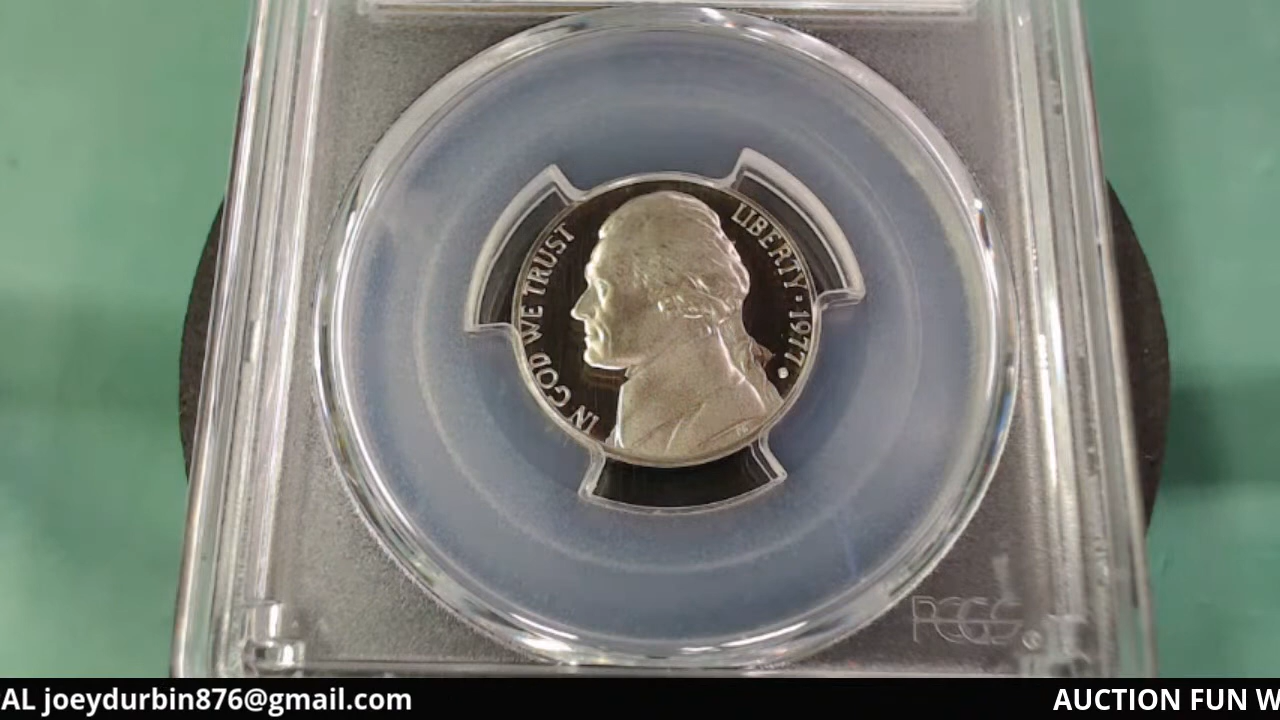 IN GOD WE TRUST
LIBERTY · 1977 •
PCGS
AL joeydurbin876@gmail.com
AUCTION FUN W